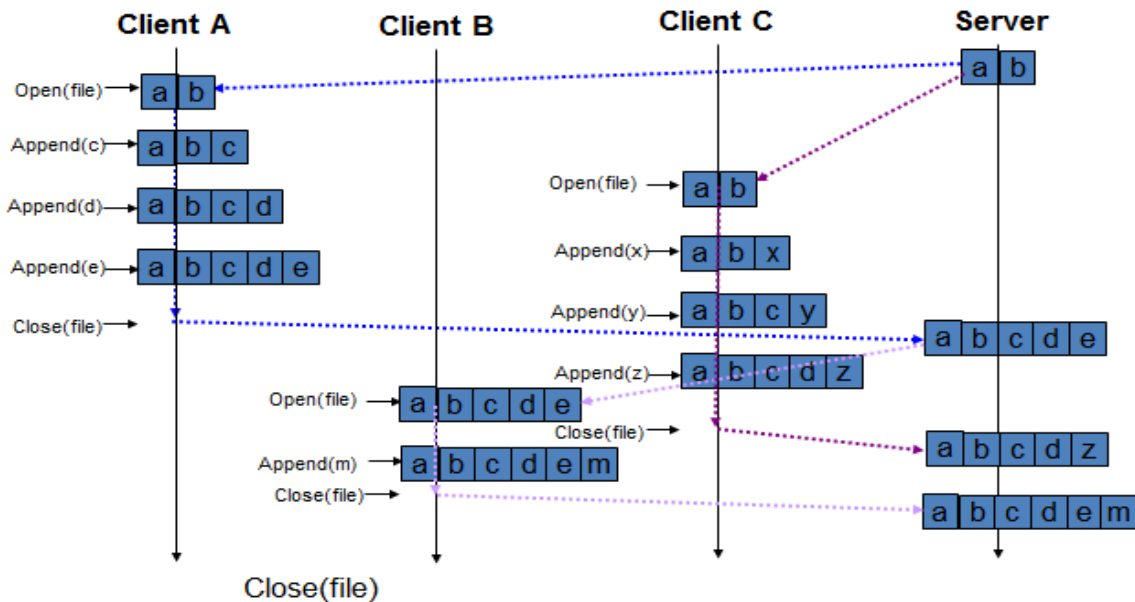 Client A Client B Client C Server
a b
Open(file) a b
Append(c) a b c
Open(file) a b
Append(d) a b c d
Append(x) a b x
Append(e) a b c d e
Append(y) a b c y
Close(file)
a b c d e
Append(z) a b c d z
Open(file) a b c d e
Close(file)
a b c d z
Append(m) a b c d e m
Close(file)
a b c d e m
Close(file)